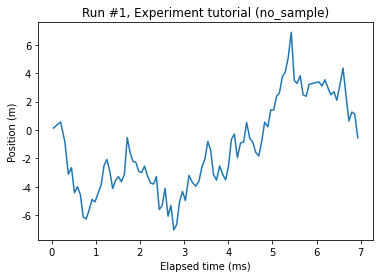 Run #1, Experiment tutorial (no_sample)
Position (m)
6
4
2
0
-2
-4
-6
0 1 2 3 4 5 6 7
Elapsed time (ms)